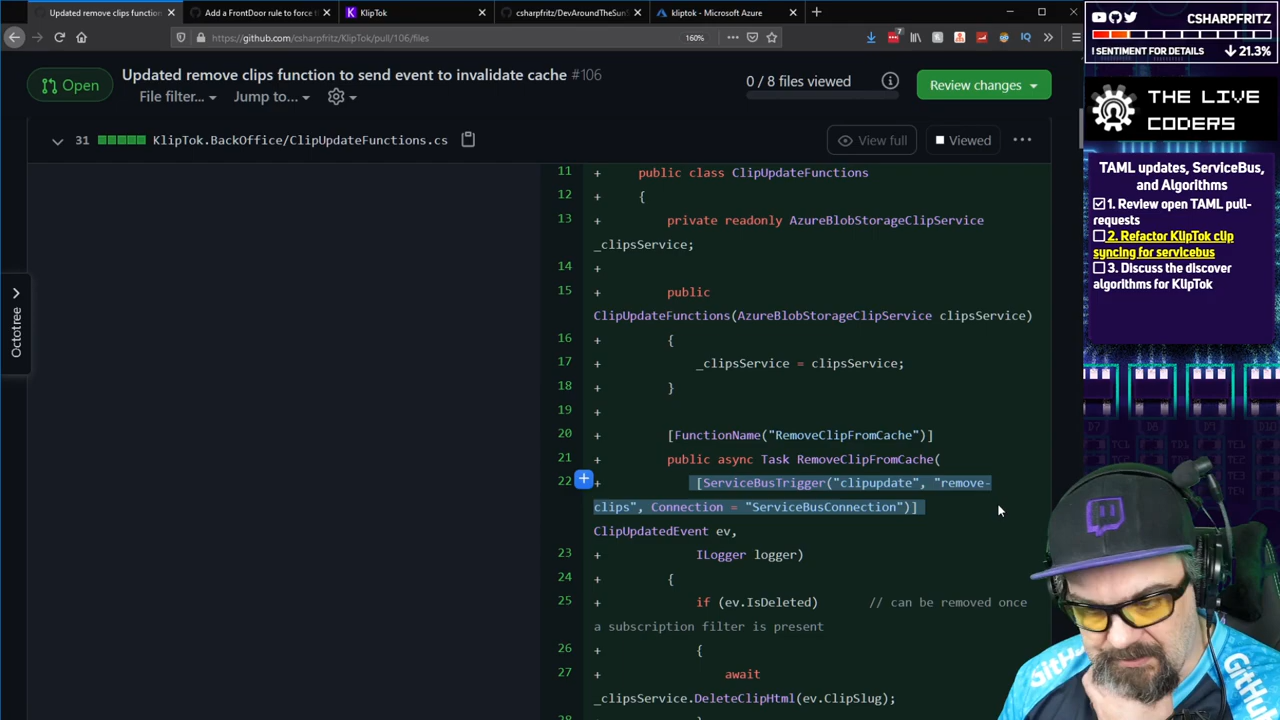 Updated remove clips function
Add a FrontDoor rule to force t
KlipTok
csharpfritz/DevAroundTheSun
kliptok - Microsoft Azure
https://github.com/csharpfritz/KlipTok/pull/106/files
160%
Open
Updated remove clips function to send event to invalidate cache #106
File filter...
Jump to...
0 / 8 files viewed
Review changes
31
KlipTok.BackOffice/ClipUpdateFunctions.cs
View full
Viewed
11 + public class ClipUpdateFunctions
12 + {
13 + private readonly AzureBlobStorageClipService
_clipsService;
14 +
15 + public
ClipUpdateFunctions(AzureBlobStorageClipService clipsService)
16 + {
17 + _clipsService = clipsService;
18 + }
19 +
20 + [FunctionName("RemoveClipFromCache")]
21 + public async Task RemoveClipFromCache(
22 + [ServiceBusTrigger("clipupdate", "remove-
clips", Connection = "ServiceBusConnection")]
ClipUpdatedEvent ev,
23 + ILogger logger)
24 + {
25 + if (ev.IsDeleted) // can be removed once
a subscription filter is present
26 + {
27 + await
_clipsService.DeleteClipHtml(ev.ClipSlug);
28 + }
Octotree
CSHARPFRITZ
! SENTIMENT FOR DETAILS
21.3%
THE LIVE
CODERS
TAML updates, ServiceBus,
and Algorithms
1. Review open TAML pull-
requests
2. Refactor KlipTok clip
syncing for servicebus
3. Discuss the discover
algorithms for KlipTok
GitHub